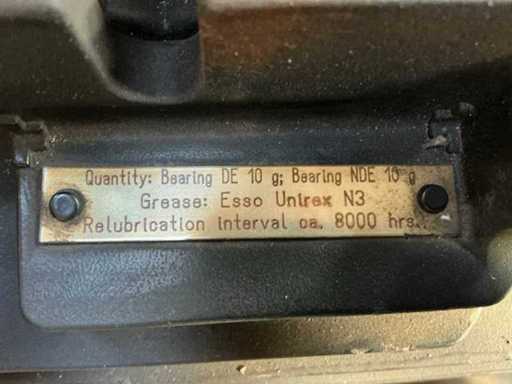 Quantity: Bearing DE 10 g; Bearing NDE 10 g
Grease: Esso Unirex N3
Relubrication interval ca. 8000 hrs.